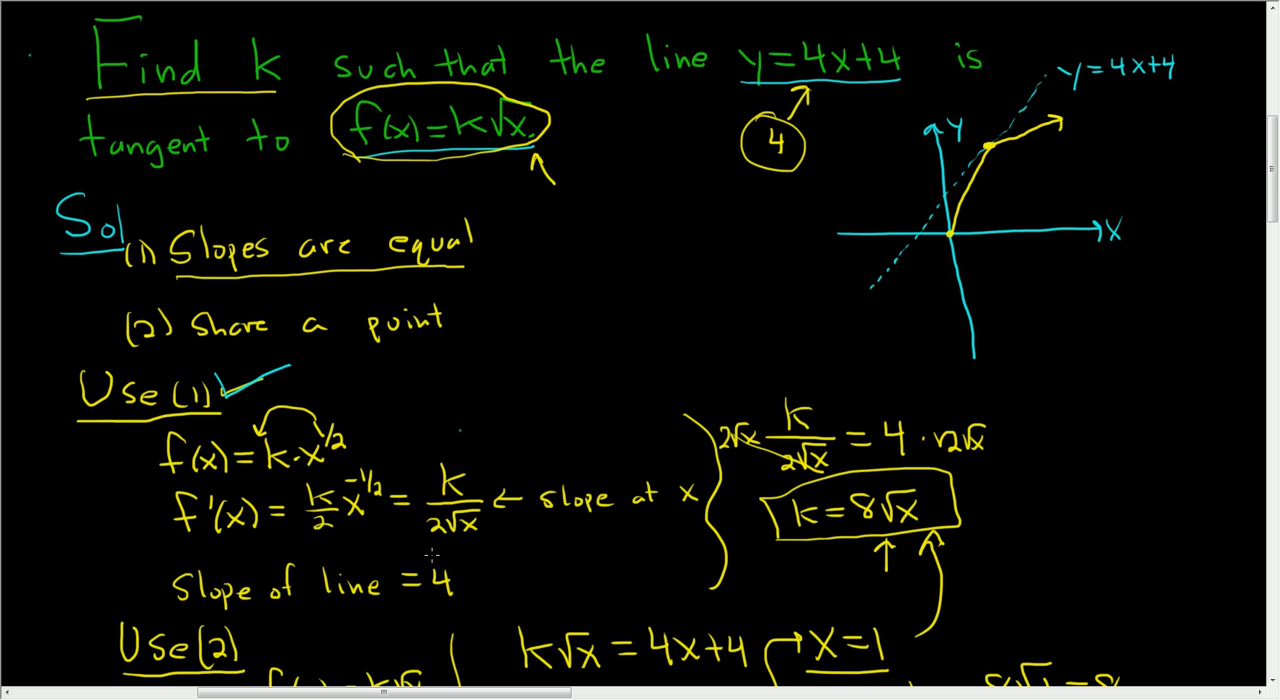 Find k such that the line y=4x+4 is
tangent to f(x)=k√x.
4
y=4x+4
Y
X
Sol
(1) Slopes are equal
(2) Share a point
Use (1)
f(x)=k·x^1/2
f'(x)= k/2 x^-1/2 = k/2√x ← slope at x
slope of line = 4
2√x k/2√x = 4·2√x
k=8√x
Use (2)
k√x = 4x+4
x=1